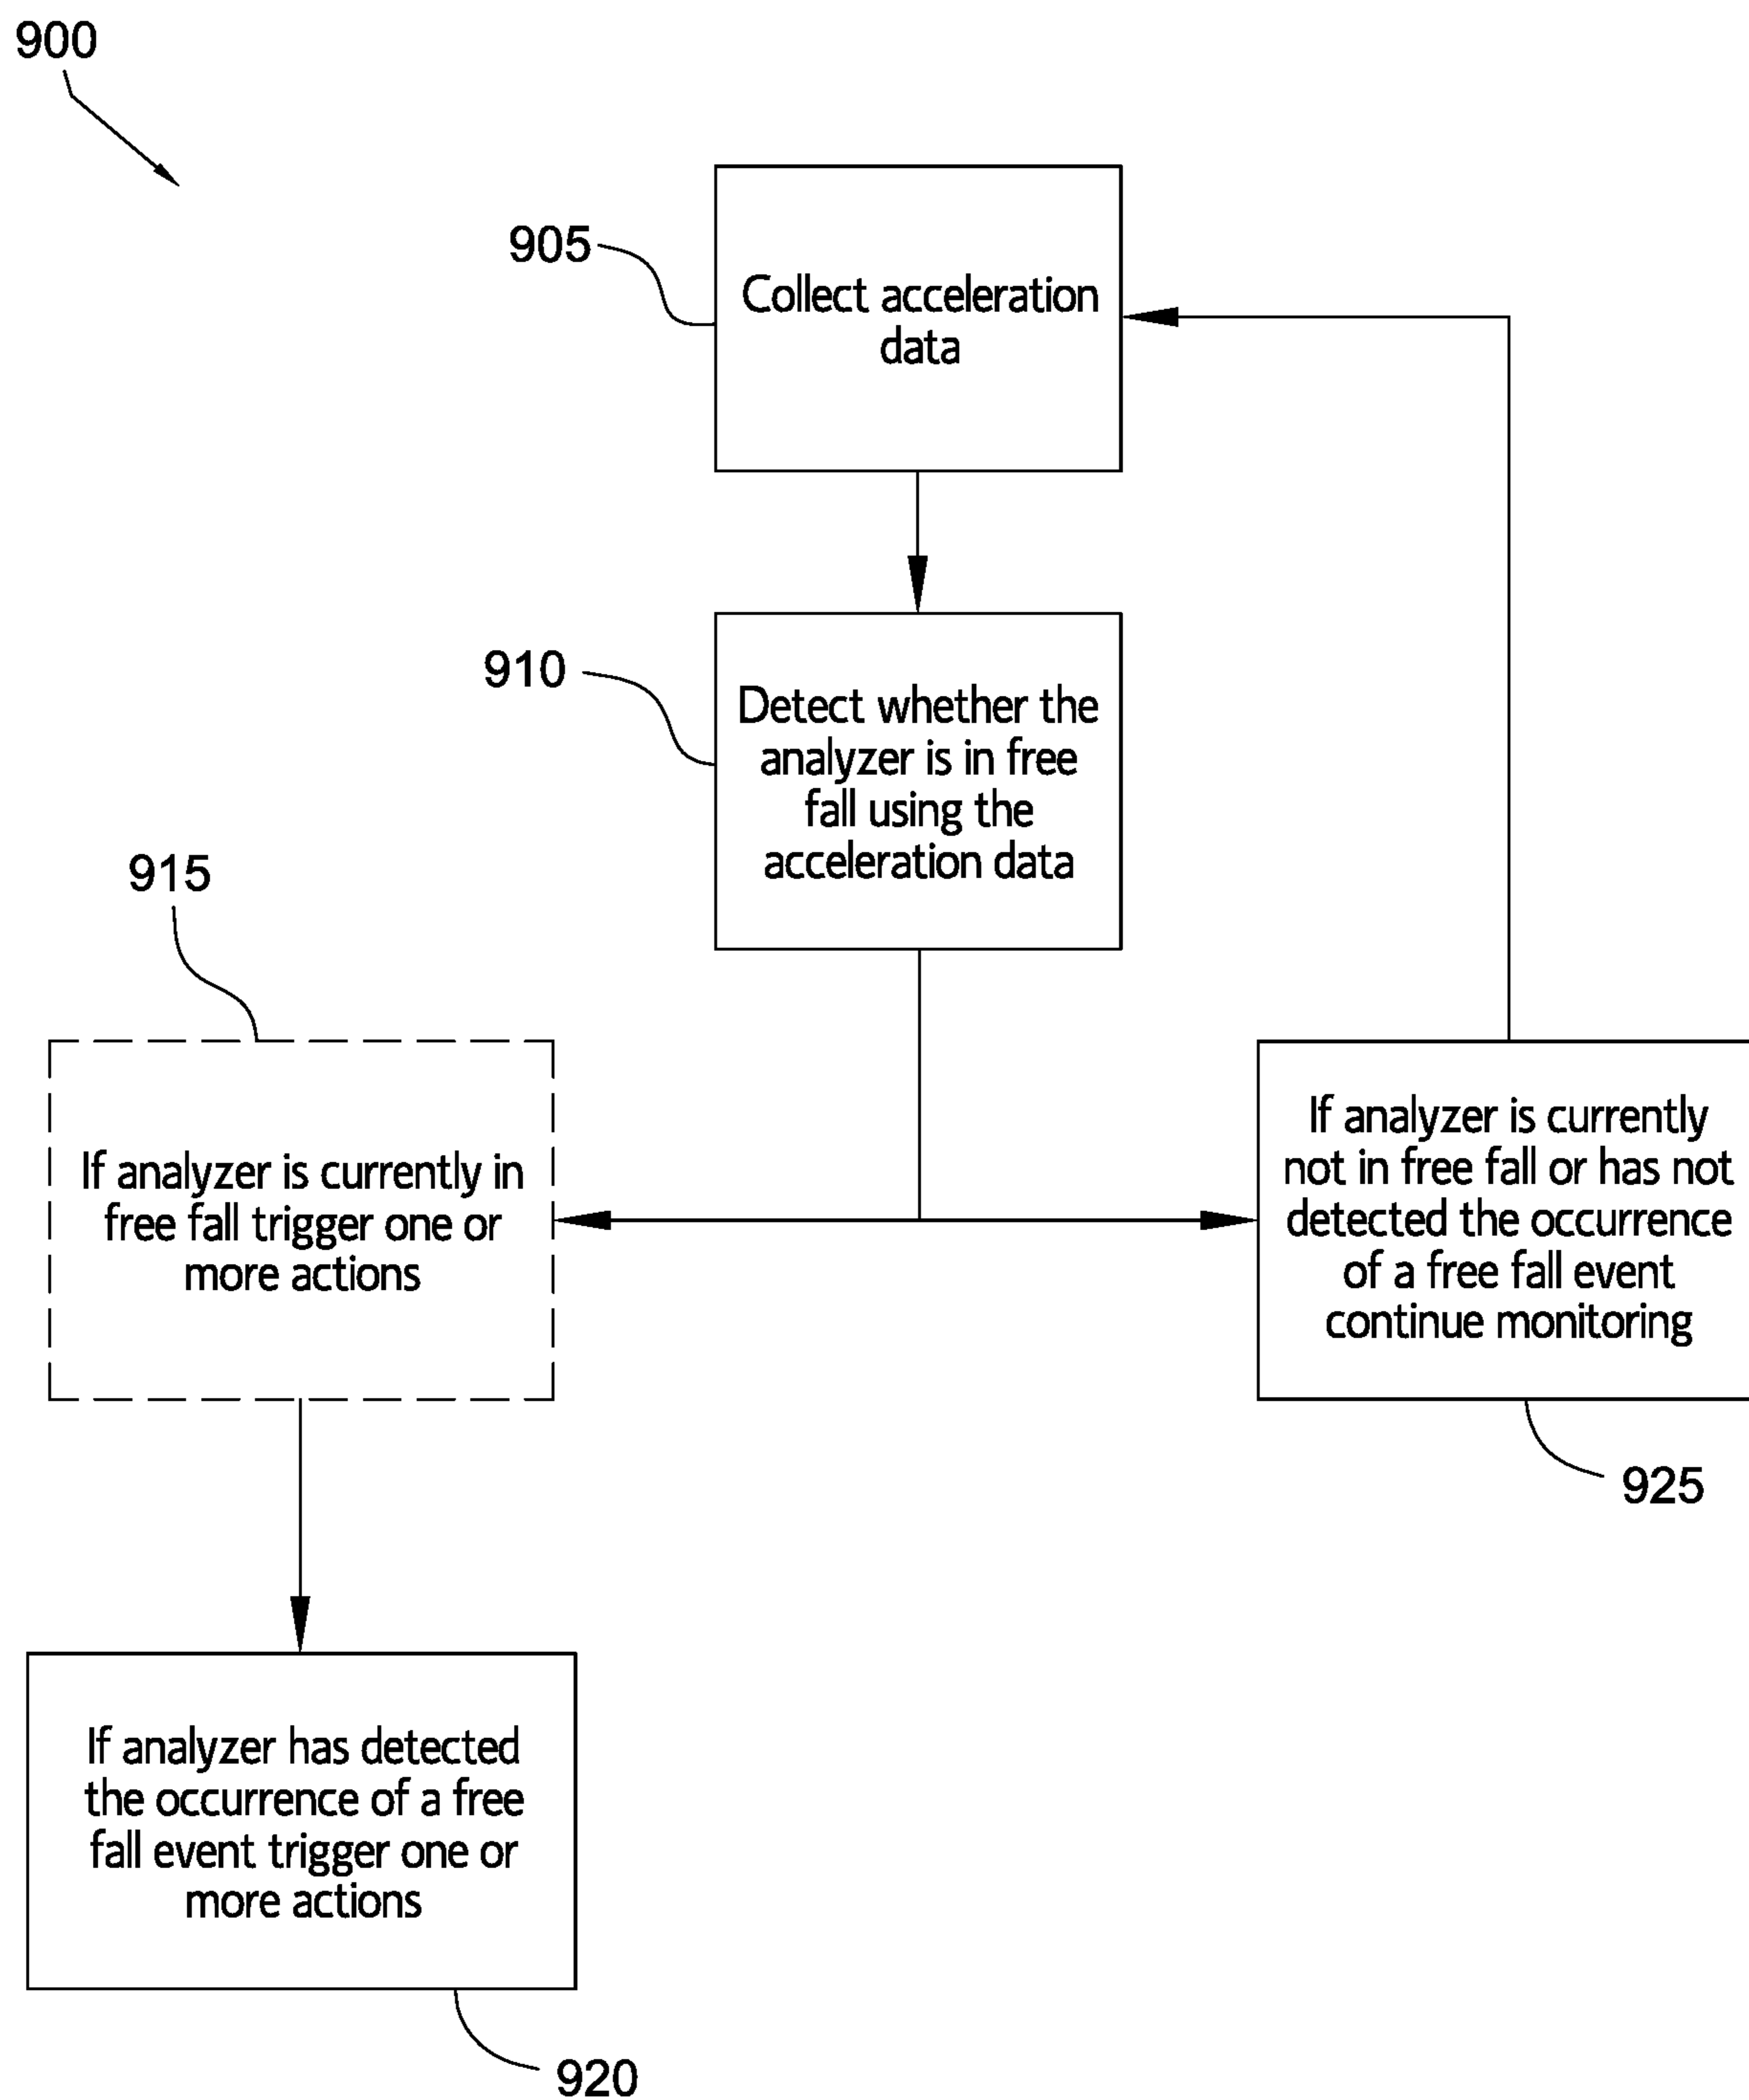 900
905
Collect acceleration
data
910
Detect whether the
analyzer is in free
fall using the
acceleration data
915
If analyzer is currently in
free fall trigger one or
more actions
If analyzer is currently
not in free fall or has not
detected the occurrence
of a free fall event
continue monitoring
925
If analyzer has detected
the occurrence of a free
fall event trigger one or
more actions
920